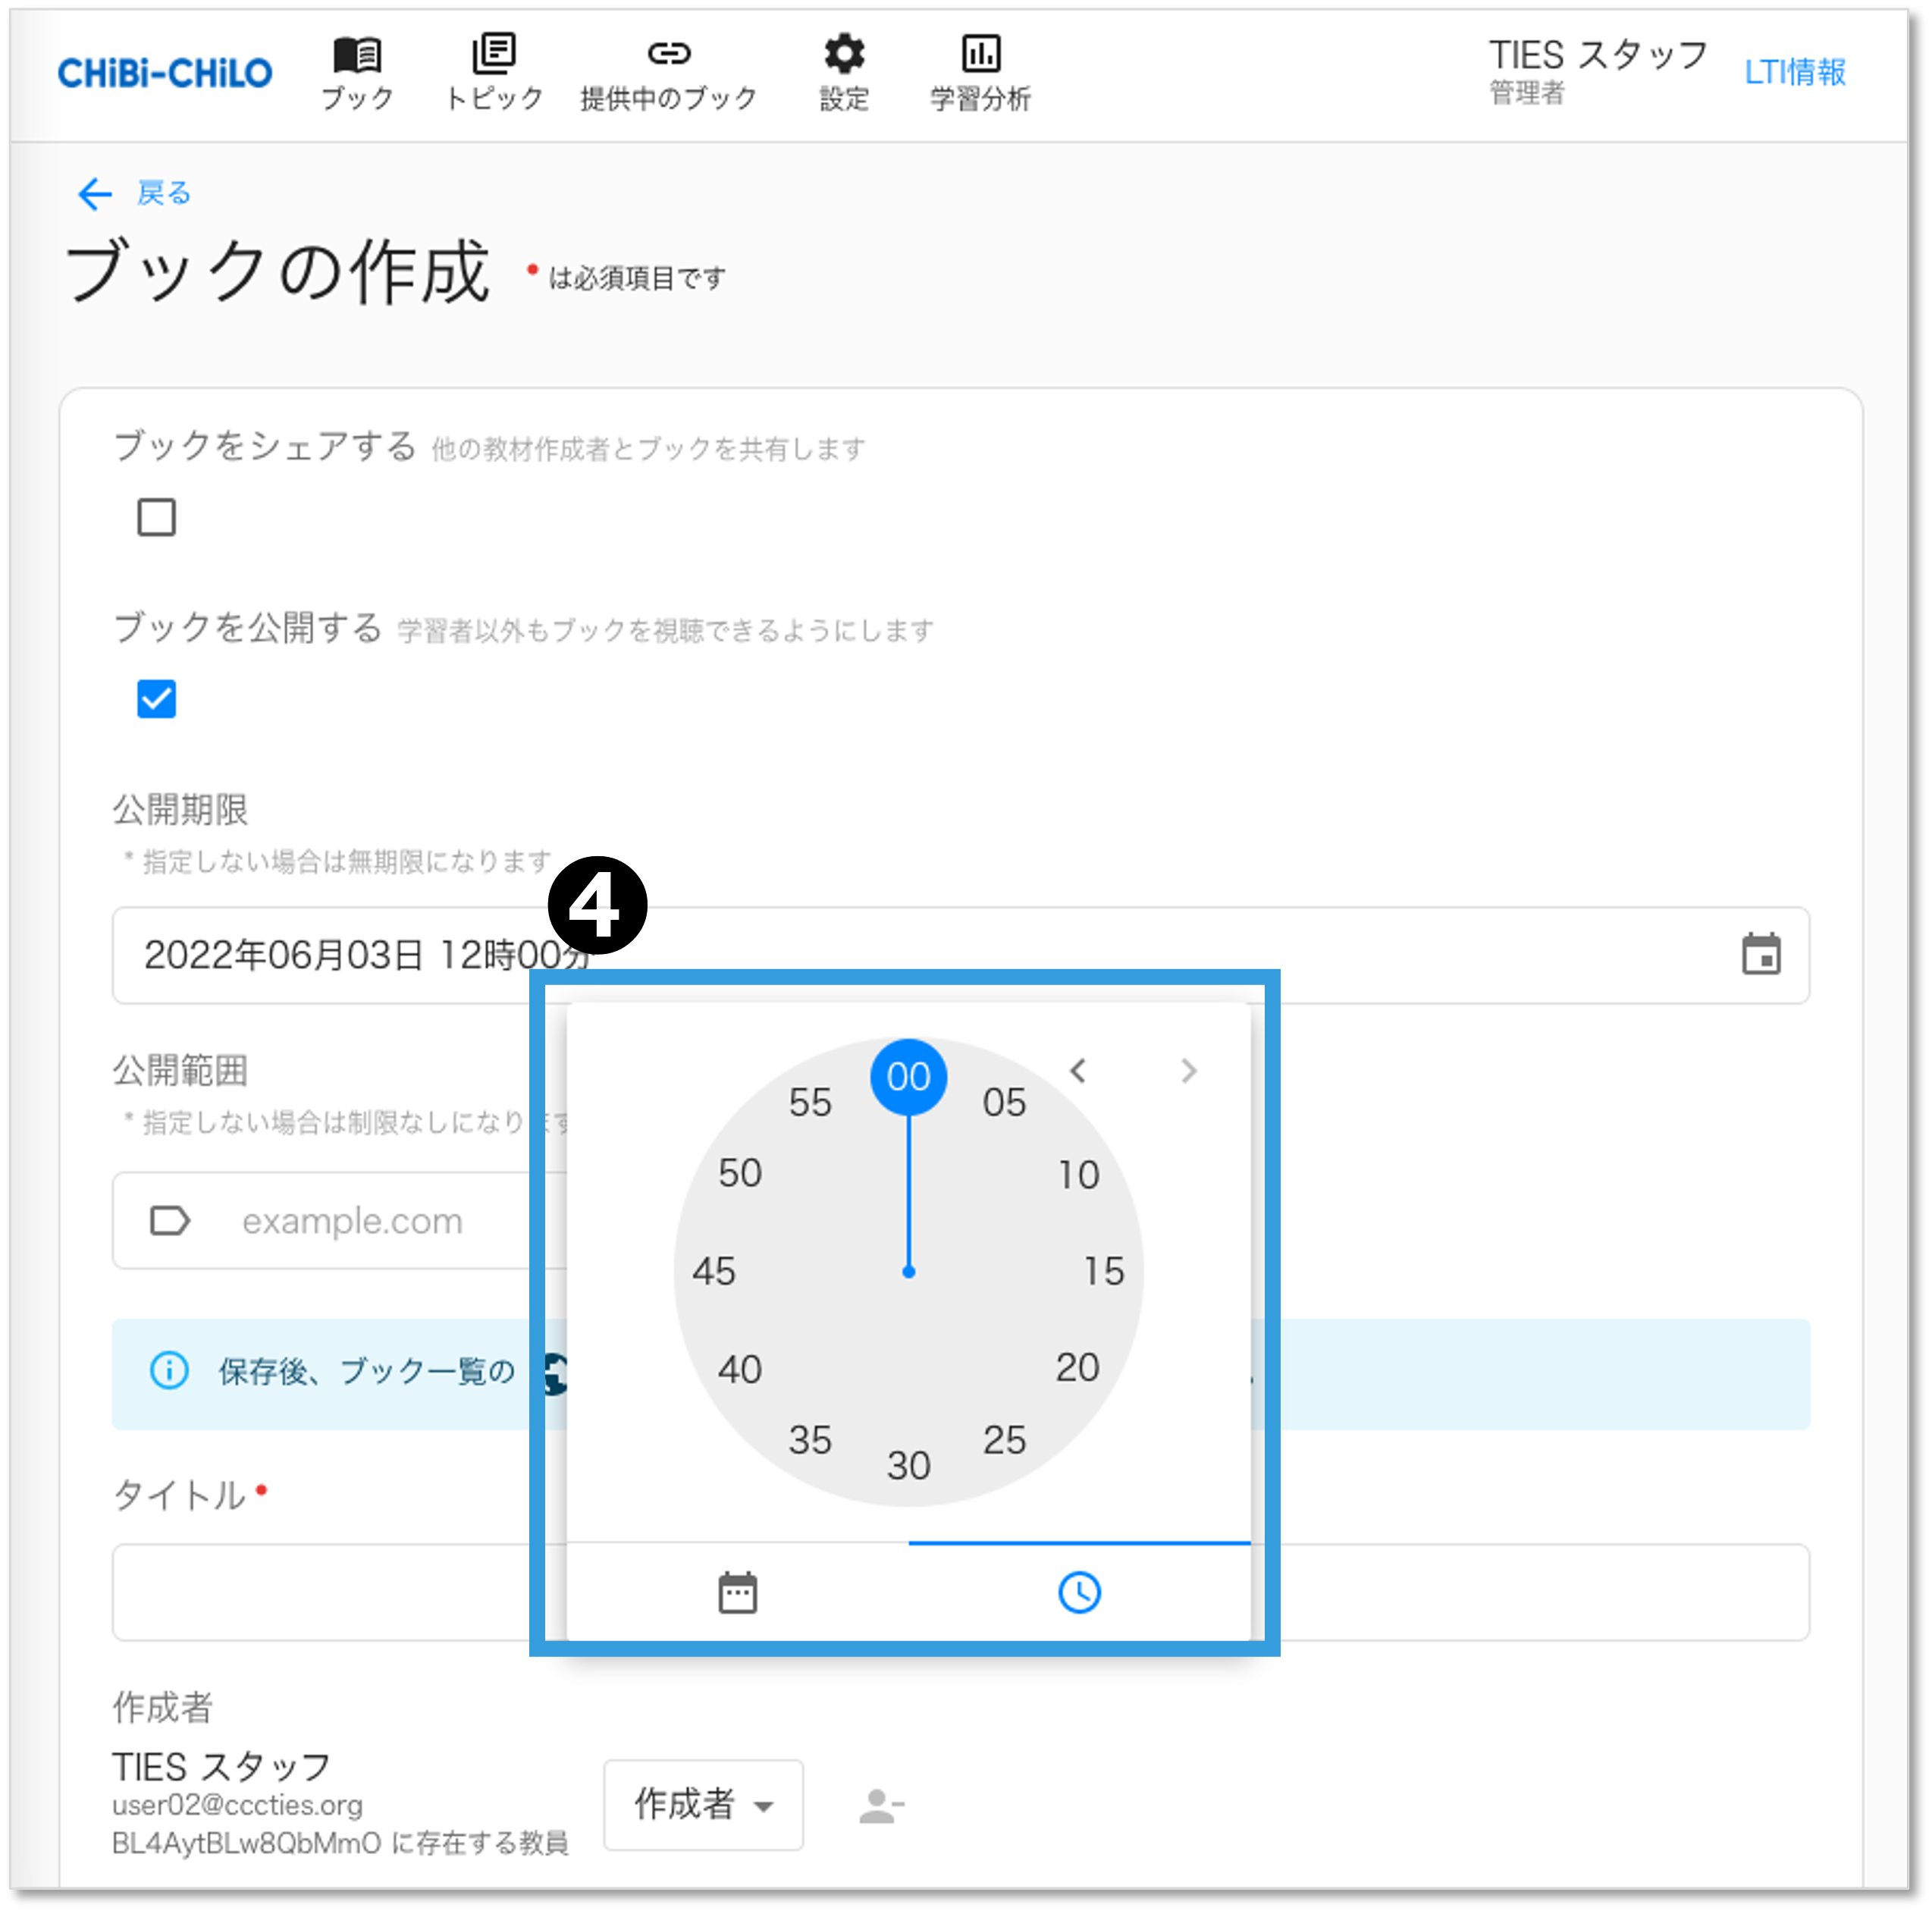 CHiBi-CHiLO
ブック
トピック
提供中のブック
設定
学習分析
TIES スタッフ
管理者
LTI情報
戻る
ブックの作成 • は必須項目です
ブックをシェアする 他の教材作成者とブックを共有します
ブックを公開する 学習者以外もブックを視聴できるようにします
公開期限
* 指定しない場合は無期限になります
4
2022年06月03日 12時00分
公開範囲
* 指定しない場合は制限なしになります
example.com
00
05
10
15
20
25
30
35
40
45
50
55
保存後、ブック一覧の
タイトル •
作成者
TIES スタッフ
user02@cccties.org
BL4AytBLw8QbMmO に存在する教員
作成者